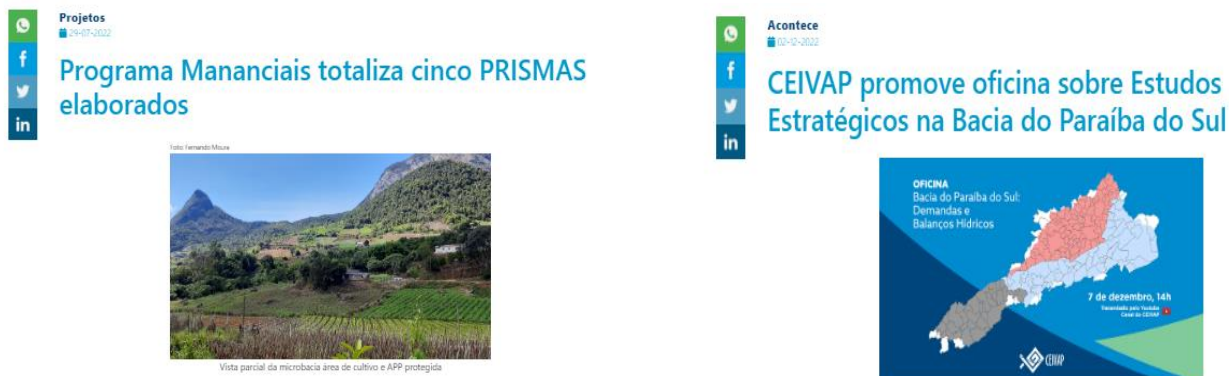 Projetos
29-07-2022
Programa Mananciais totaliza cinco PRISMAS
elaborados
Foto: Fernando Moura
Vista parcial da microbacia área de cultivo e APP protegida
Acontece
02-12-2022
CEIVAP promove oficina sobre Estudos
Estratégicos na Bacia do Paraíba do Sul
OFICINA
Bacia do Paraíba do Sul:
Demandas e
Balanços Hídricos
7 de dezembro, 14h
Transmitido pelo Youtube
Canal do CEIVAP
CEIVAP